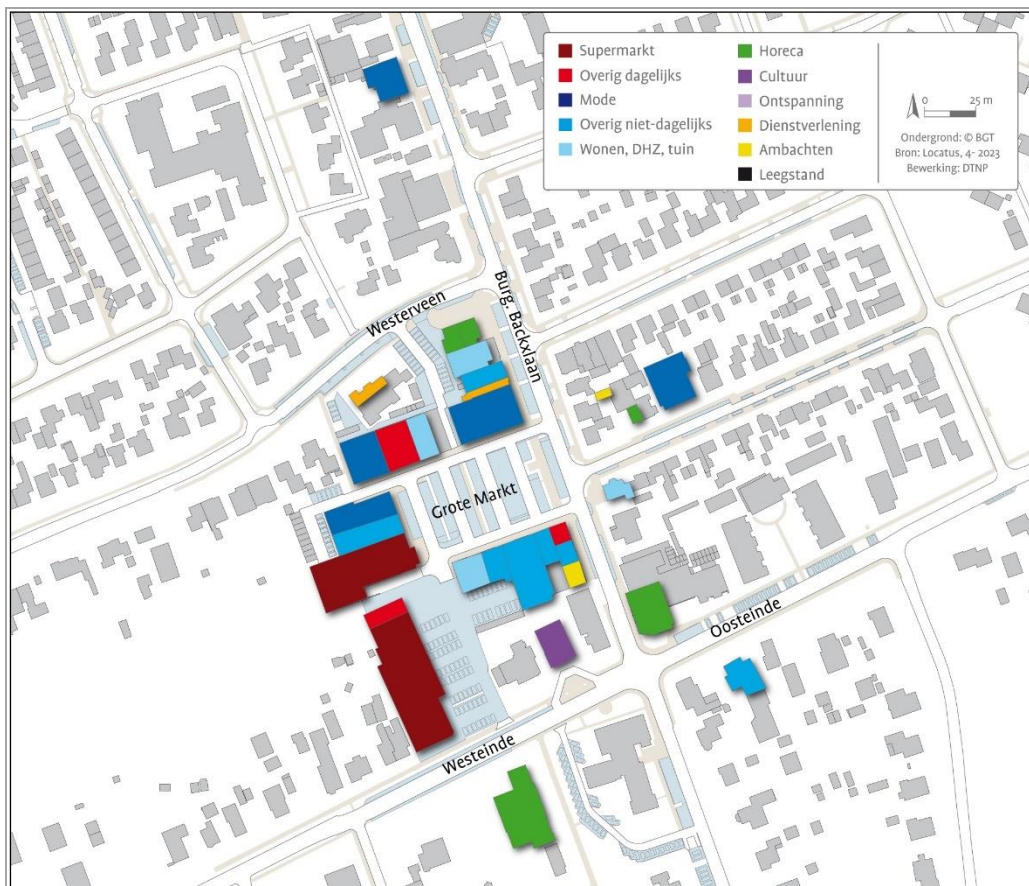 Supermarkt
Overig dagelijks
Mode
Overig niet-dagelijks
Wonen, DHZ, tuin
Horeca
Cultuur
Ontspanning
Dienstverlening
Ambachten
Leegstand
0 25 m
Ondergrond: © BGT
Bron: Locatus, 4- 2023
Bewerking: DTNP
Westerveen
Burg. Backxlaan
Grote Markt
Oosteinde
Westeinde